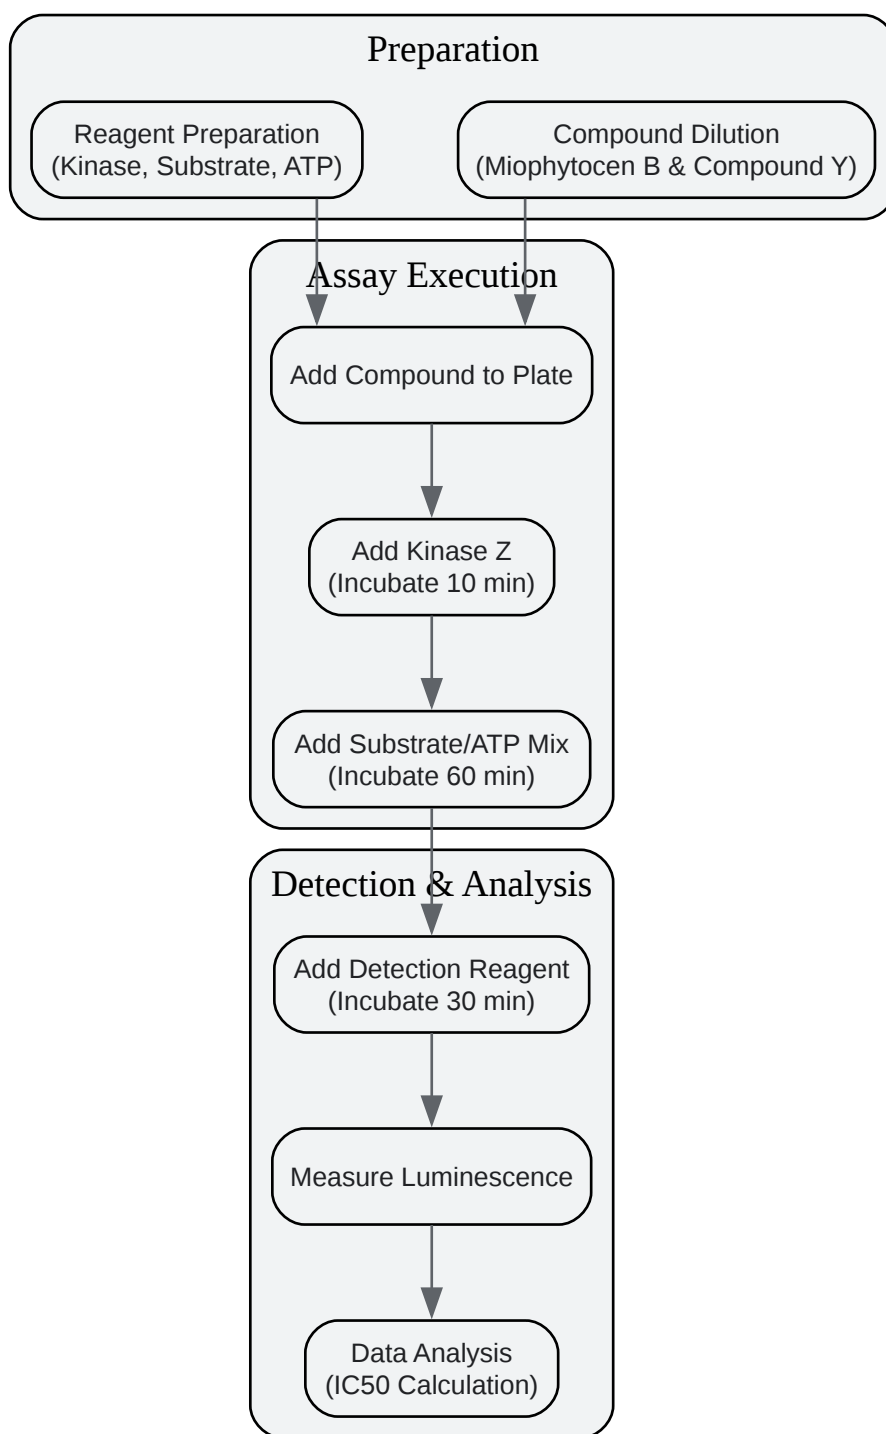 Preparation
Reagent Preparation
(Kinase, Substrate, ATP)
Compound Dilution
(Miophytocen B & Compound Y)
Assay Execution
Add Compound to Plate
Add Kinase Z
(Incubate 10 min)
Add Substrate/ATP Mix
(Incubate 60 min)
Detection & Analysis
Add Detection Reagent
(Incubate 30 min)
Measure Luminescence
Data Analysis
(IC50 Calculation)